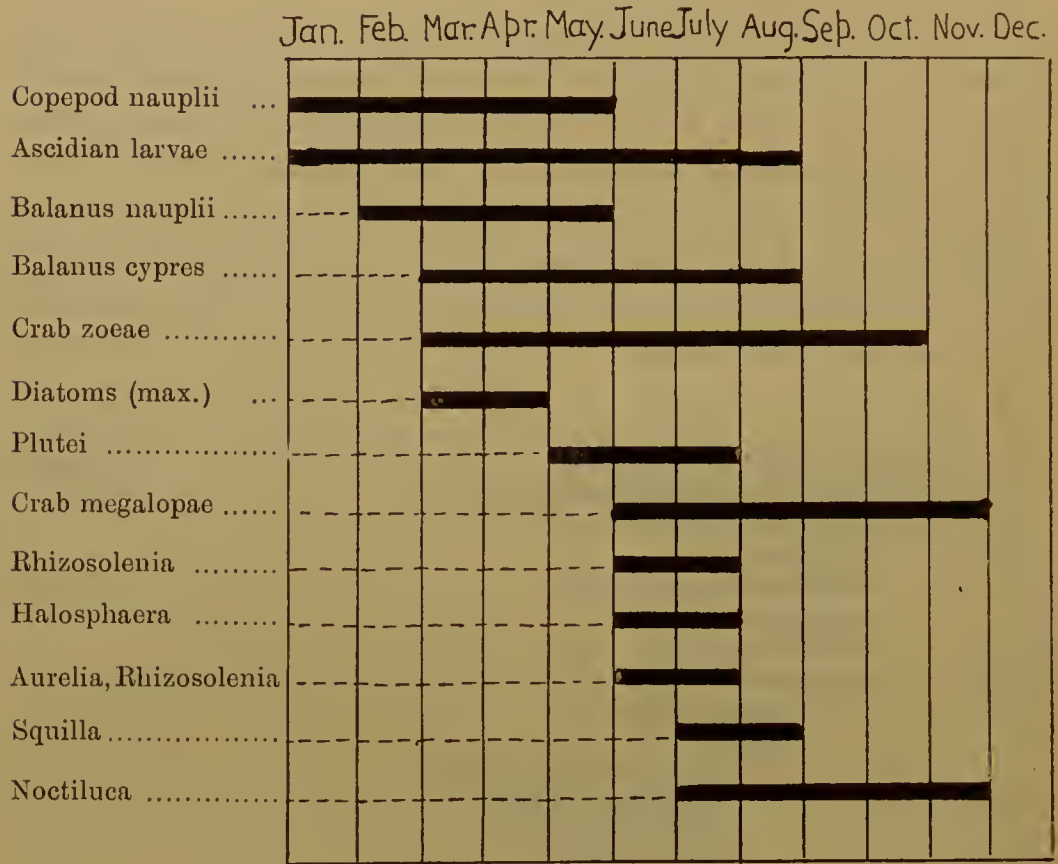 Jan. Feb. Mar. Apr. May. June July Aug. Sep. Oct. Nov. Dec.
Copepod nauplii ...
Ascidian larvae ......
Balanus nauplii ......
Balanus cypres ......
Crab zoeae ............
Diatoms (max.) ...
Plutei ..................
Crab megalopae ......
Rhizosolenia .........
Halosphaera .........
Aurelia, Rhizosolenia
Squilla ..................
Noctiluca .............